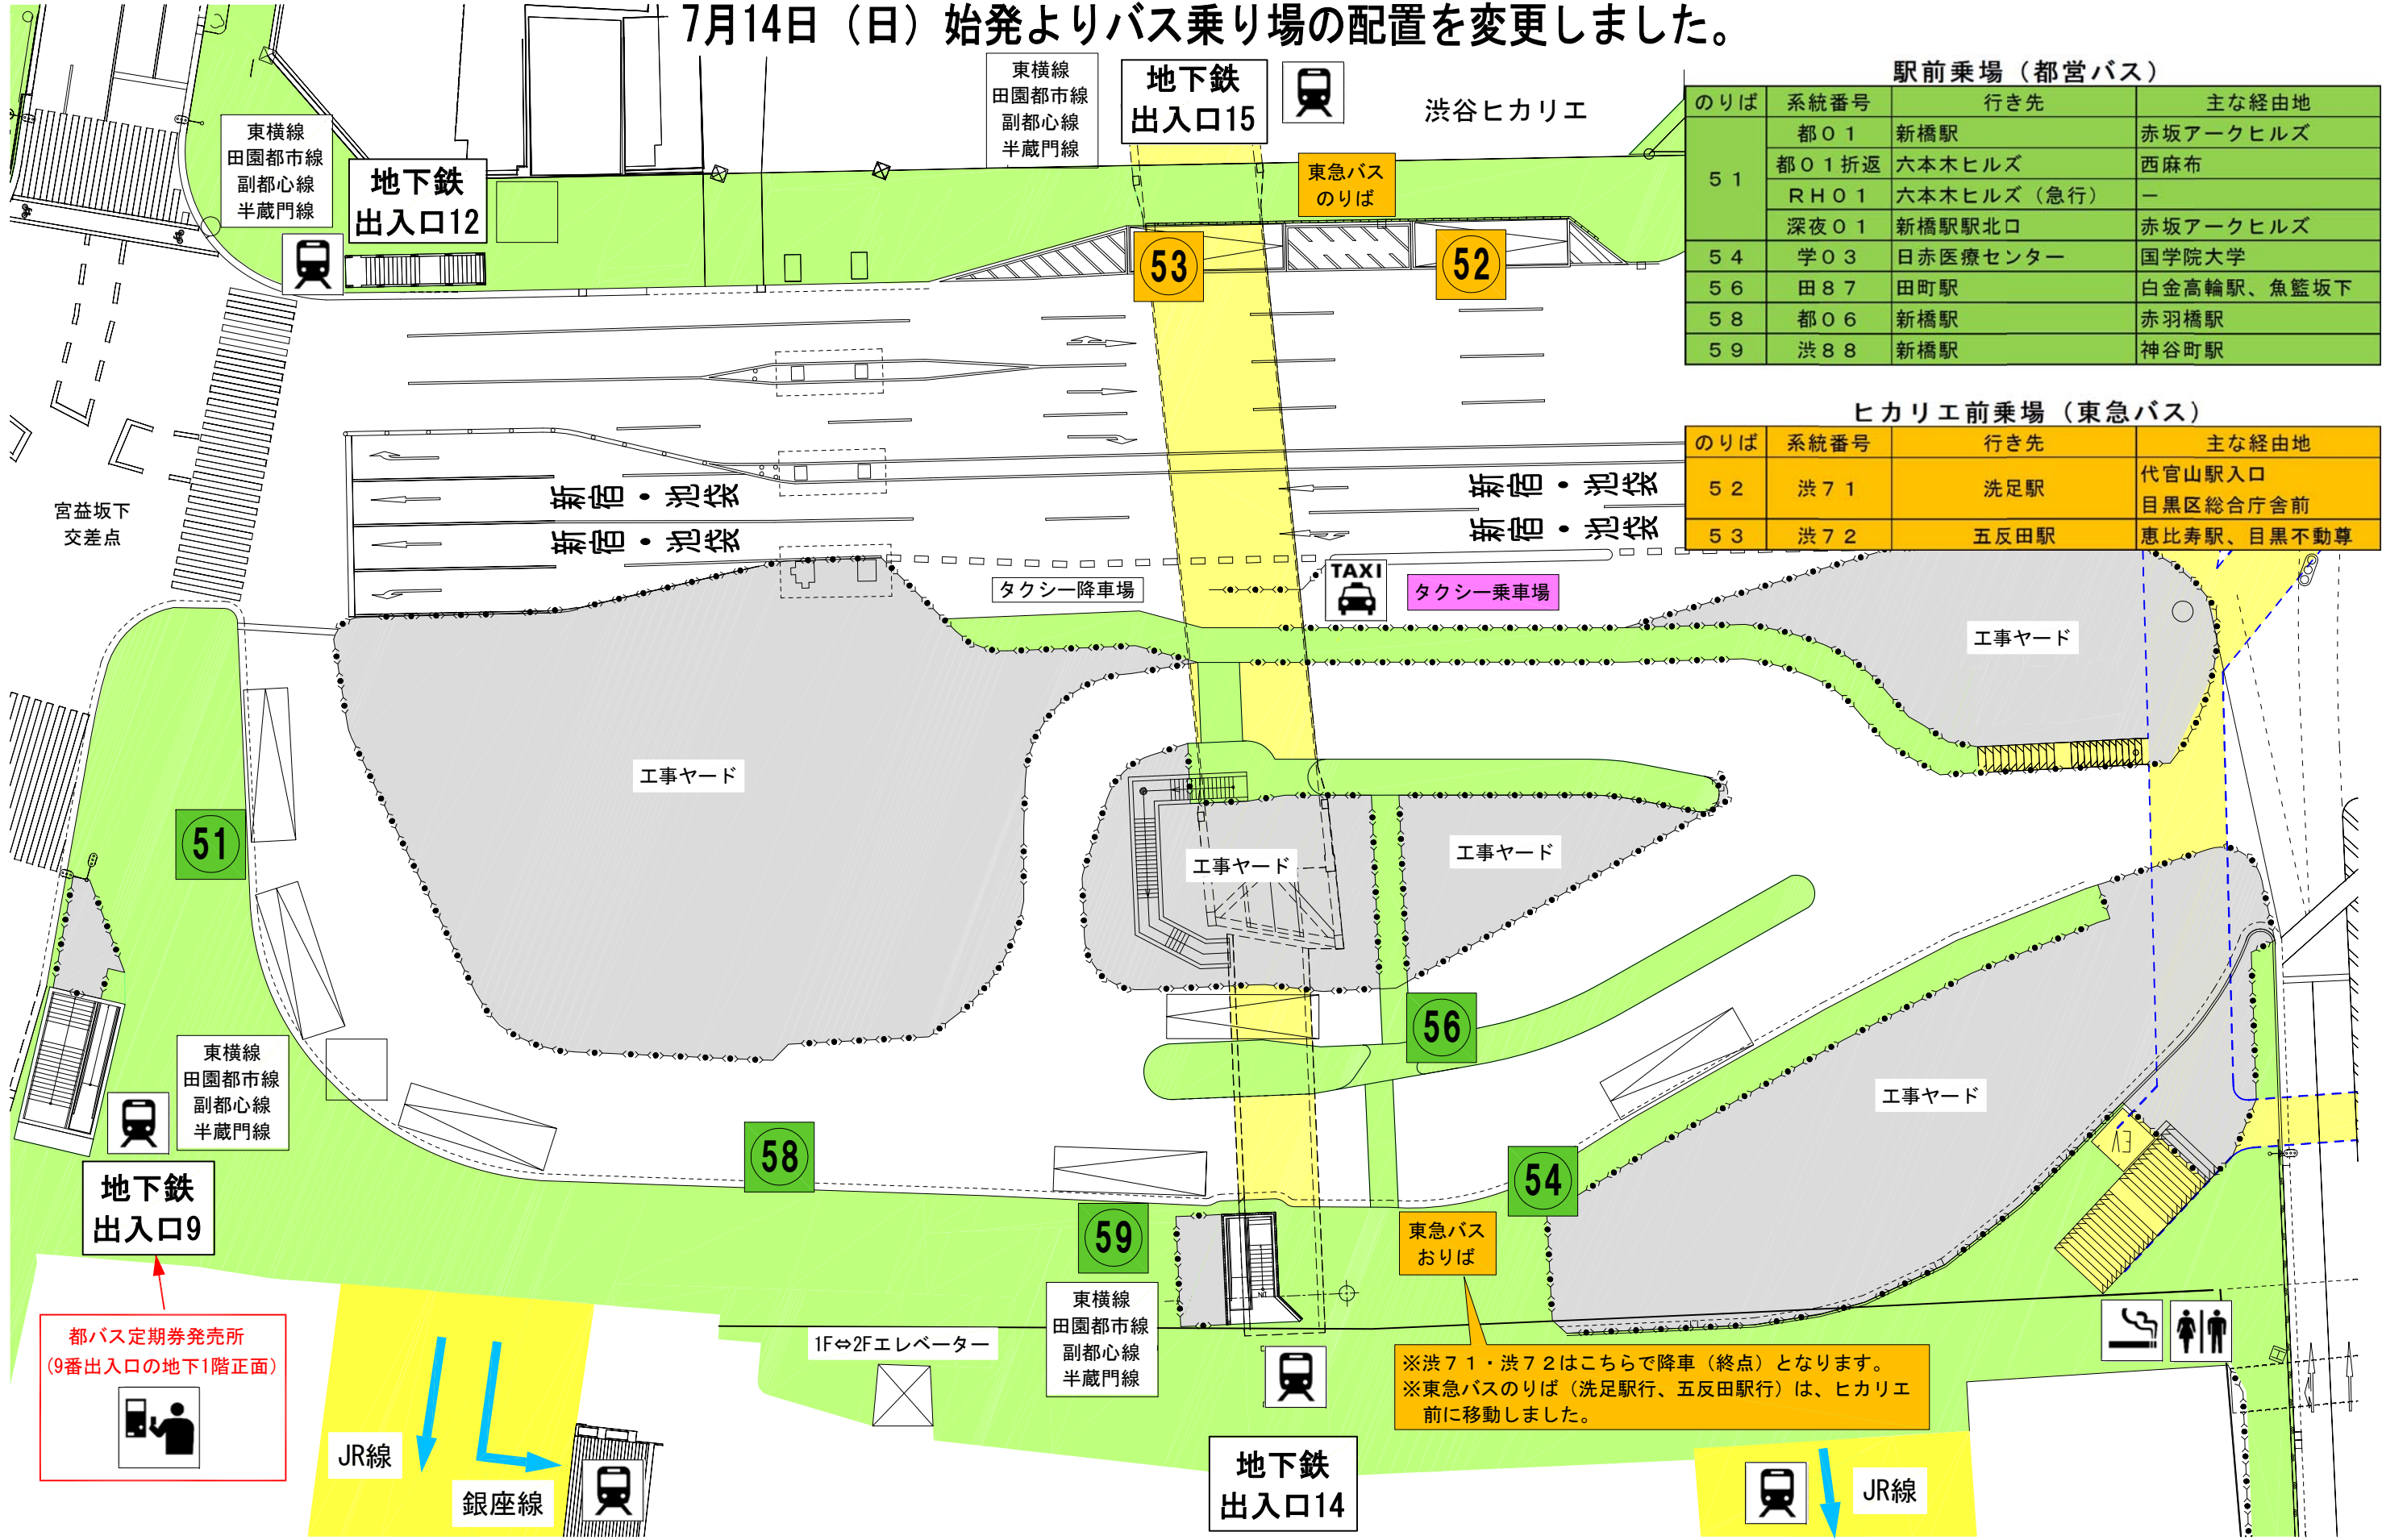 7月14日（日）始発よりバス乗り場の配置を変更しました。
東横線
田園都市線
副都心線
半蔵門線
地下鉄
出入口12
東横線
田園都市線
副都心線
半蔵門線
地下鉄
出入口15
渋谷ヒカリエ
東急バス
のりば
53
52
駅前乗場（都営バス）
のりば 系統番号 行き先 主な経由地
５１ 都０１ 新橋駅 赤坂アークヒルズ
都０１折返 六本木ヒルズ 西麻布
ＲＨ０１ 六本木ヒルズ（急行） －
深夜０１ 新橋駅駅北口 赤坂アークヒルズ
５４ 学０３ 日赤医療センター 国学院大学
５６ 田８７ 田町駅 白金高輪駅、魚籃坂下
５８ 都０６ 新橋駅 赤羽橋駅
５９ 渋８８ 新橋駅 神谷町駅
ヒカリエ前乗場（東急バス）
のりば 系統番号 行き先 主な経由地
５２ 渋７１ 洗足駅 代官山駅入口
目黒区総合庁舎前
５３ 渋７２ 五反田駅 恵比寿駅、目黒不動尊
宮益坂下
交差点
新宿・池袋
新宿・池袋
新宿・池袋
新宿・池袋
タクシー降車場
TAXI
タクシー乗車場
工事ヤード
工事ヤード
工事ヤード
工事ヤード
工事ヤード
51
56
58
54
59
EV
東横線
田園都市線
副都心線
半蔵門線
地下鉄
出入口9
都バス定期券発売所
(9番出入口の地下1階正面)
JR線
銀座線
1F⇔2Fエレベーター
東横線
田園都市線
副都心線
半蔵門線
地下鉄
出入口14
東急バス
おりば
※渋７１・渋７２はこちらで降車（終点）となります。
※東急バスのりば（洗足駅行、五反田駅行）は、ヒカリエ
前に移動しました。
JR線